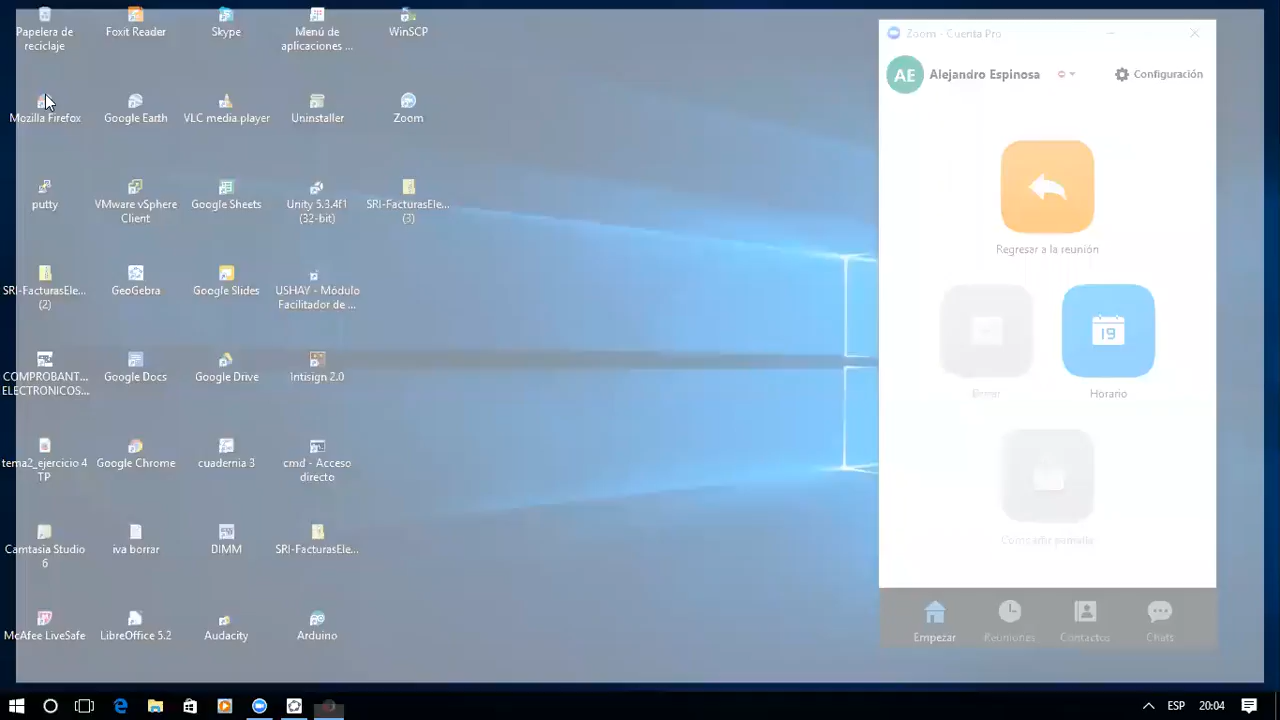 Papelera de
reciclaje
Foxit Reader
Skype
Menú de
aplicaciones ...
WinSCP
Mozilla Firefox
Google Earth
VLC media player
Uninstaller
Zoom
putty
VMware vSphere
Client
Google Sheets
Unity 5.3.4f1
(32-bit)
SRI-FacturasEle...
(3)
SRI-FacturasEle...
(2)
GeoGebra
Google Slides
USHAY - Módulo
Facilitador de ...
COMPROBANT...
ELECTRONICOS...
Google Docs
Google Drive
Intisign 2.0
tema2_ejercicio 4
TP
Google Chrome
cuadernia 3
cmd - Acceso
directo
Camtasia Studio
6
iva borrar
DIMM
SRI-FacturasEle...
McAfee LiveSafe
LibreOffice 5.2
Audacity
Arduino
Zoom - Cuenta Pro
AE
Alejandro Espinosa
Configuración
Regresar a la reunión
19
Horario
Compartir pantalla
Empezar
Reuniones
Contactos
Chats
ESP
20:04